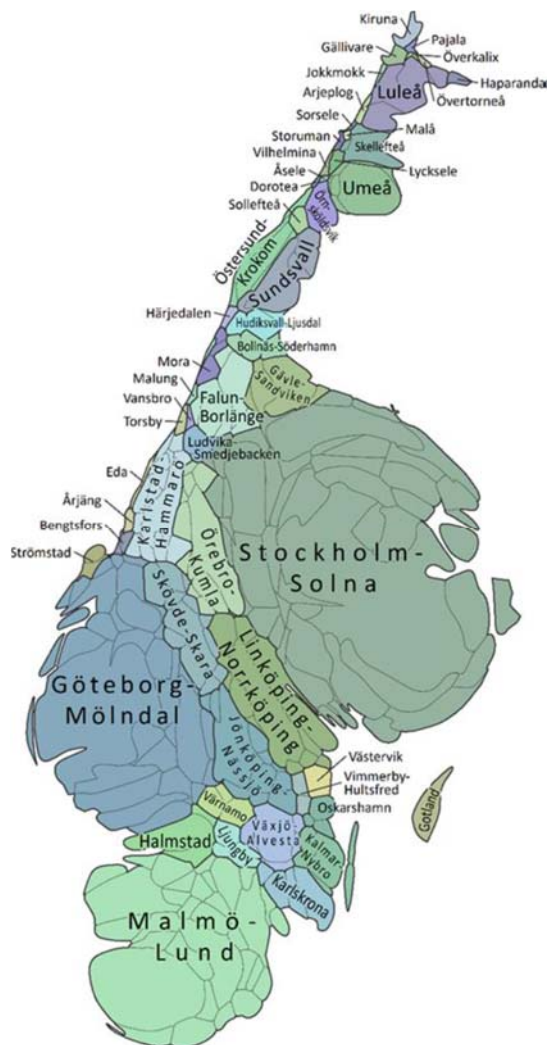 Kiruna
Pajala
Gällivare
Överkalix
Jokkmokk
Haparanda
Luleå
Arjeplog
Övertorneå
Sorsele
Malå
Storuman
Skellefteå
Vilhelmina
Lycksele
Åsele
Umeå
Dorotea
Örn-
sköldsvik
Sollefteå
Östersund-
Krokom
Sundsvall
Härjedalen
Hudiksvall-Ljusdal
Bollnäs-Söderhamn
Mora
Gävle-
Sandviken
Malung
Falun-
Borlänge
Vansbro
Torsby
Ludvika-
Smedjebacken
Eda
Karlstad-
Hammarö
Årjäng
Bengtsfors
Örebro-
Kumla
Stockholm-
Solna
Strömstad
Skövde-Skara
Linköping-
Norrköping
Göteborg-
Mölndal
Jönköping-
Nässjö
Västervik
Vimmerby-
Hultsfred
Oskarshamn
Gotland
Värnamo
Växjö-
Alvesta
Halmstad
Ljungby
Kalmar-
Nybro
Karlskrona
Malmö-
Lund